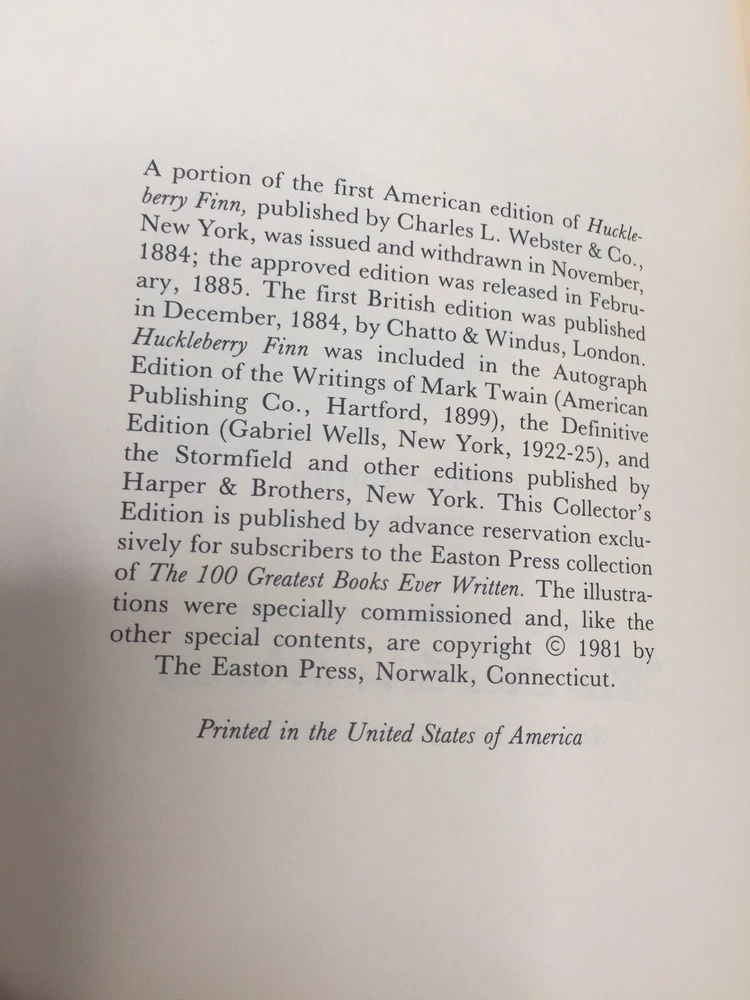 A portion of the first American edition of Huckle-
berry Finn, published by Charles L. Webster & Co.,
New York, was issued and withdrawn in November,
1884; the approved edition was released in Febru-
ary, 1885. The first British edition was published
in December, 1884, by Chatto & Windus, London.
Huckleberry Finn was included in the Autograph
Edition of the Writings of Mark Twain (American
Publishing Co., Hartford, 1899), the Definitive
Edition (Gabriel Wells, New York, 1922-25), and
the Stormfield and other editions published by
Harper & Brothers, New York. This Collector's
Edition is published by advance reservation exclu-
sively for subscribers to the Easton Press collection
of The 100 Greatest Books Ever Written. The illustra-
tions were specially commissioned and, like the
other special contents, are copyright © 1981 by
The Easton Press, Norwalk, Connecticut.
Printed in the United States of America